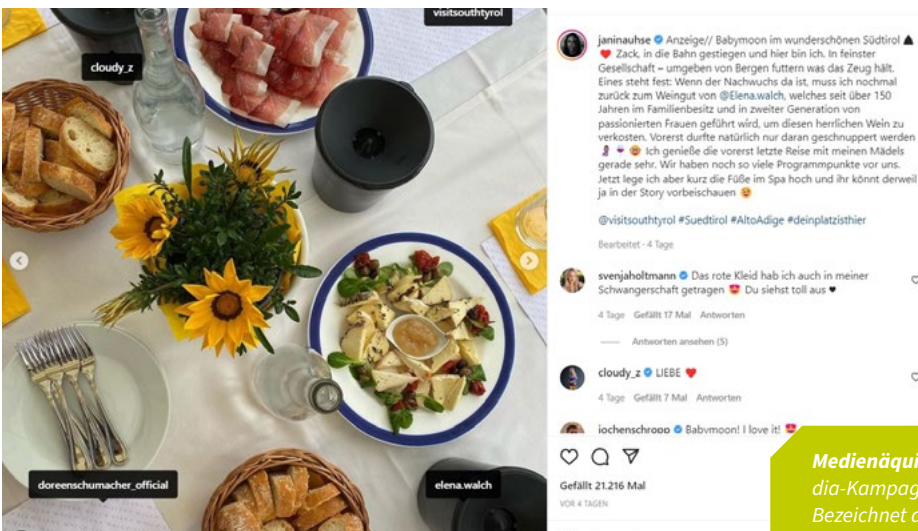 visitsouthtyrol
cloudy_z
doreenschumacher_official
elena.walch
janinauhse Anzeige// Babymoon im wunderschönen Südtirol
Zack, in die Bahn gestiegen und hier bin ich. In feinster
Gesellschaft – umgeben von Bergen futtern was das Zeug hält.
Eines steht fest: Wenn der Nachwuchs da ist, muss ich nochmal
zurück zum Weingut von @Elena.walch, welches seit über 150
Jahren im Familienbesitz und in zweiter Generation von
passionierten Frauen geführt wird, um diesen herrlichen Wein zu
verkosten. Vorerst durfte natürlich nur daran geschnuppert werden
Ich genieße die vorerst letzte Reise mit meinen Mädels
gerade sehr. Wir haben noch so viele Programmpunkte vor uns.
Jetzt lege ich aber kurz die Füße im Spa hoch und ihr könnt derweil
ja in der Story vorbeischauen
@visitsouthtyrol #Suedtirol #AltoAdige #deinplatzisthier
Bearbeitet · 4 Tage
svenjaholtmann Das rote Kleid hab ich auch in meiner
Schwangerschaft getragen 😍 Du siehst toll aus ♥
4 Tage Gefällt 17 Mal Antworten
Antworten ansehen (5)
cloudy_z LIEBE ❤️
4 Tage Gefällt 7 Mal Antworten
jochenschropp Babymoon! I love it! 😍
Gefällt 21.216 Mal
VOR 4 TAGEN
Medienäqui
dia-Kampag
Bezeichnet d